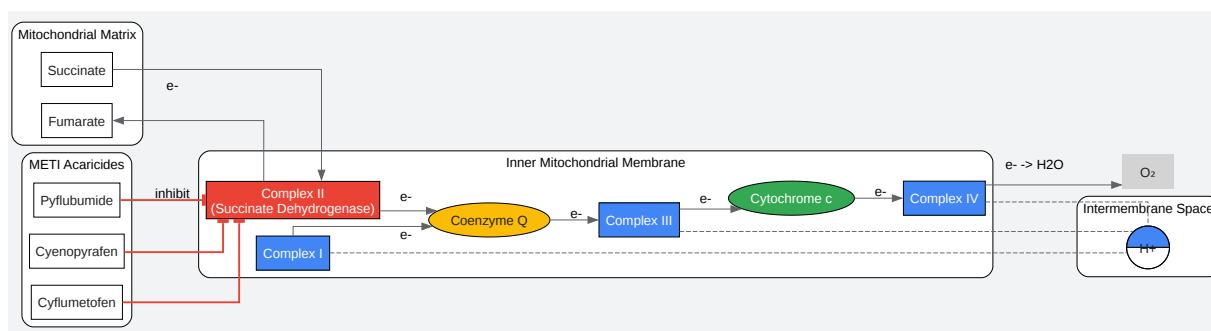 Mitochondrial Matrix
Succinate
e-
Fumarate
METI Acaricides
Pyflubumide
inhibit
Cyenopyrafen
Cyflumetofen
Inner Mitochondrial Membrane
Complex II
(Succinate Dehydrogenase)
e-
Complex I
e-
Coenzyme Q
e-
Complex III
e-
Cytochrome c
e-
Complex IV
e- -> H2O
O₂
Intermembrane Space
H+